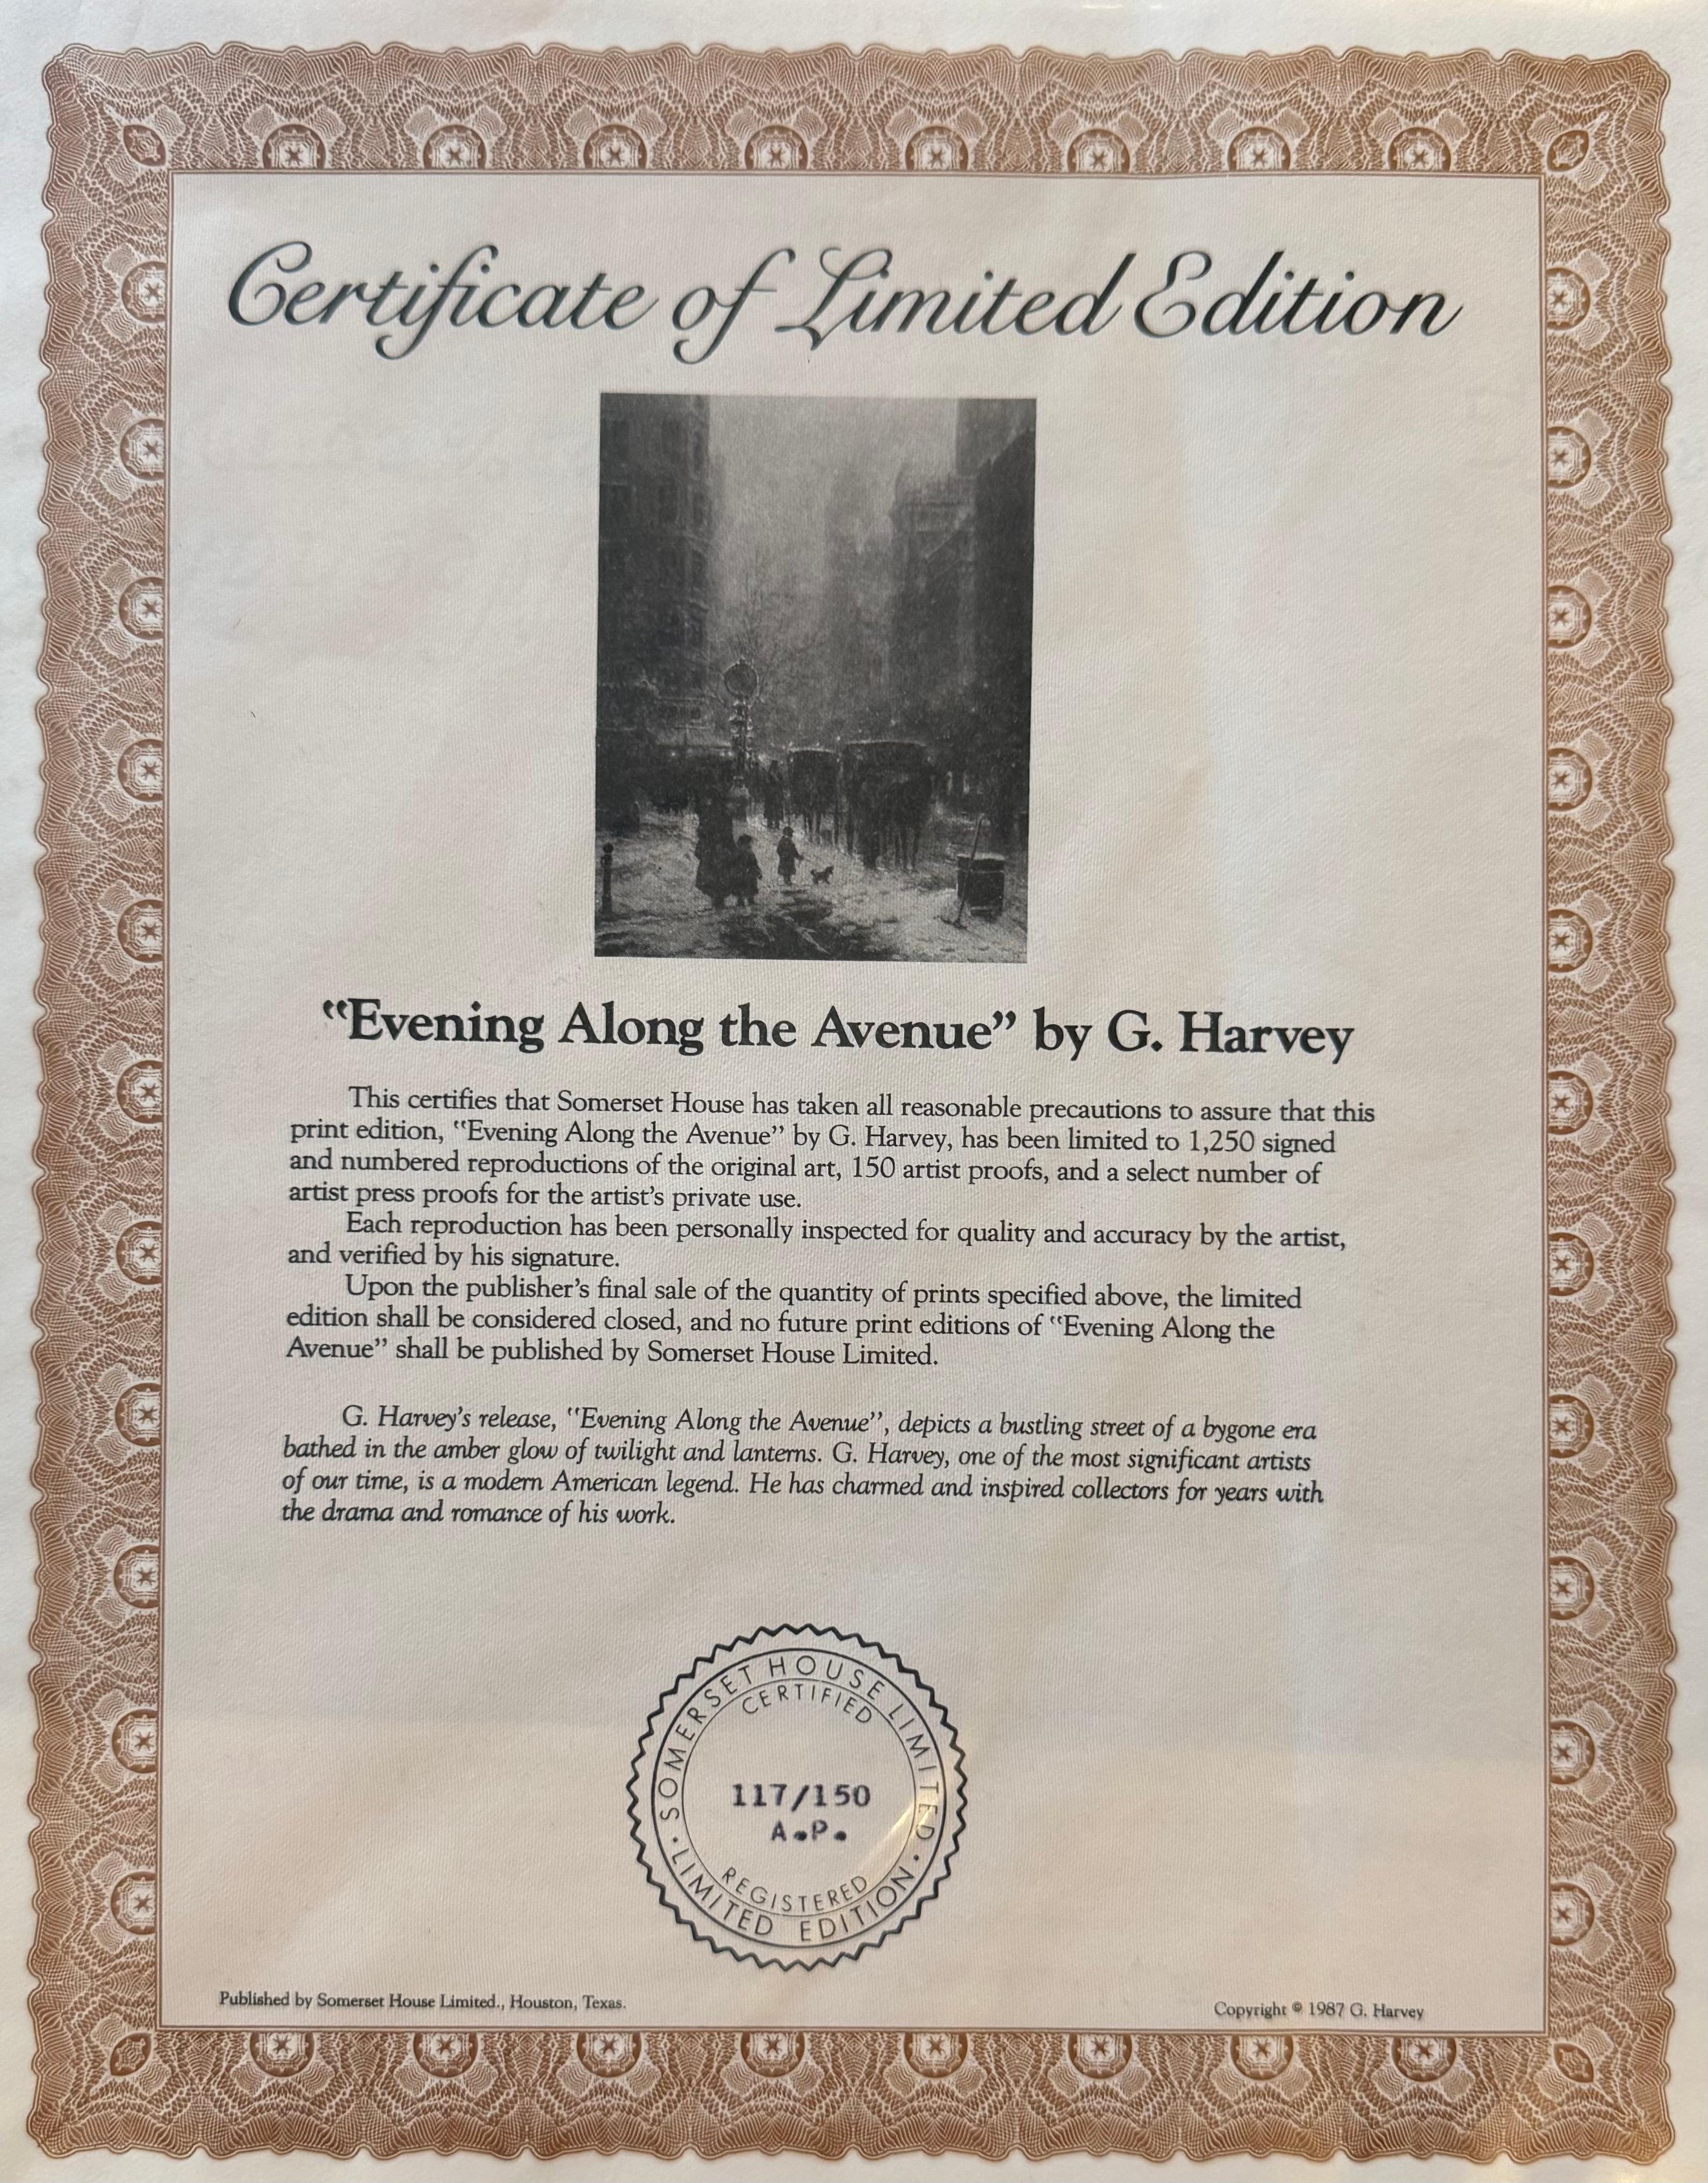 Certificate of Limited Edition
“Evening Along the Avenue” by G. Harvey
This certifies that Somerset House has taken all reasonable precautions to assure that this
print edition, “Evening Along the Avenue” by G. Harvey, has been limited to 1,250 signed
and numbered reproductions of the original art, 150 artist proofs, and a select number of
artist press proofs for the artist’s private use.
Each reproduction has been personally inspected for quality and accuracy by the artist,
and verified by his signature.
Upon the publisher’s final sale of the quantity of prints specified above, the limited
edition shall be considered closed, and no future print editions of “Evening Along the
Avenue” shall be published by Somerset House Limited.
G. Harvey’s release, “Evening Along the Avenue”, depicts a bustling street of a bygone era
bathed in the amber glow of twilight and lanterns. G. Harvey, one of the most significant artists
of our time, is a modern American legend. He has charmed and inspired collectors for years with
the drama and romance of his work.
SOMERSET HOUSE LIMITED
CERTIFIED
117/150
A.P.
REGISTERED
LIMITED EDITION
Published by Somerset House Limited., Houston, Texas.
Copyright © 1987 G. Harvey